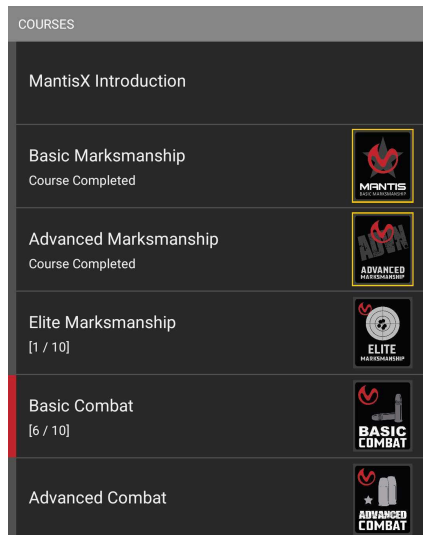 COURSES
MantisX Introduction
Basic Marksmanship
Course Completed
MANTIS
BASIC MARKSMANSHIP
Advanced Marksmanship
Course Completed
ADVN
ADVANCED
MARKSMANSHIP
Elite Marksmanship
[1 / 10]
ELITE
MARKSMANSHIP
Basic Combat
[6 / 10]
BASIC
COMBAT
Advanced Combat
ADVANCED
COMBAT